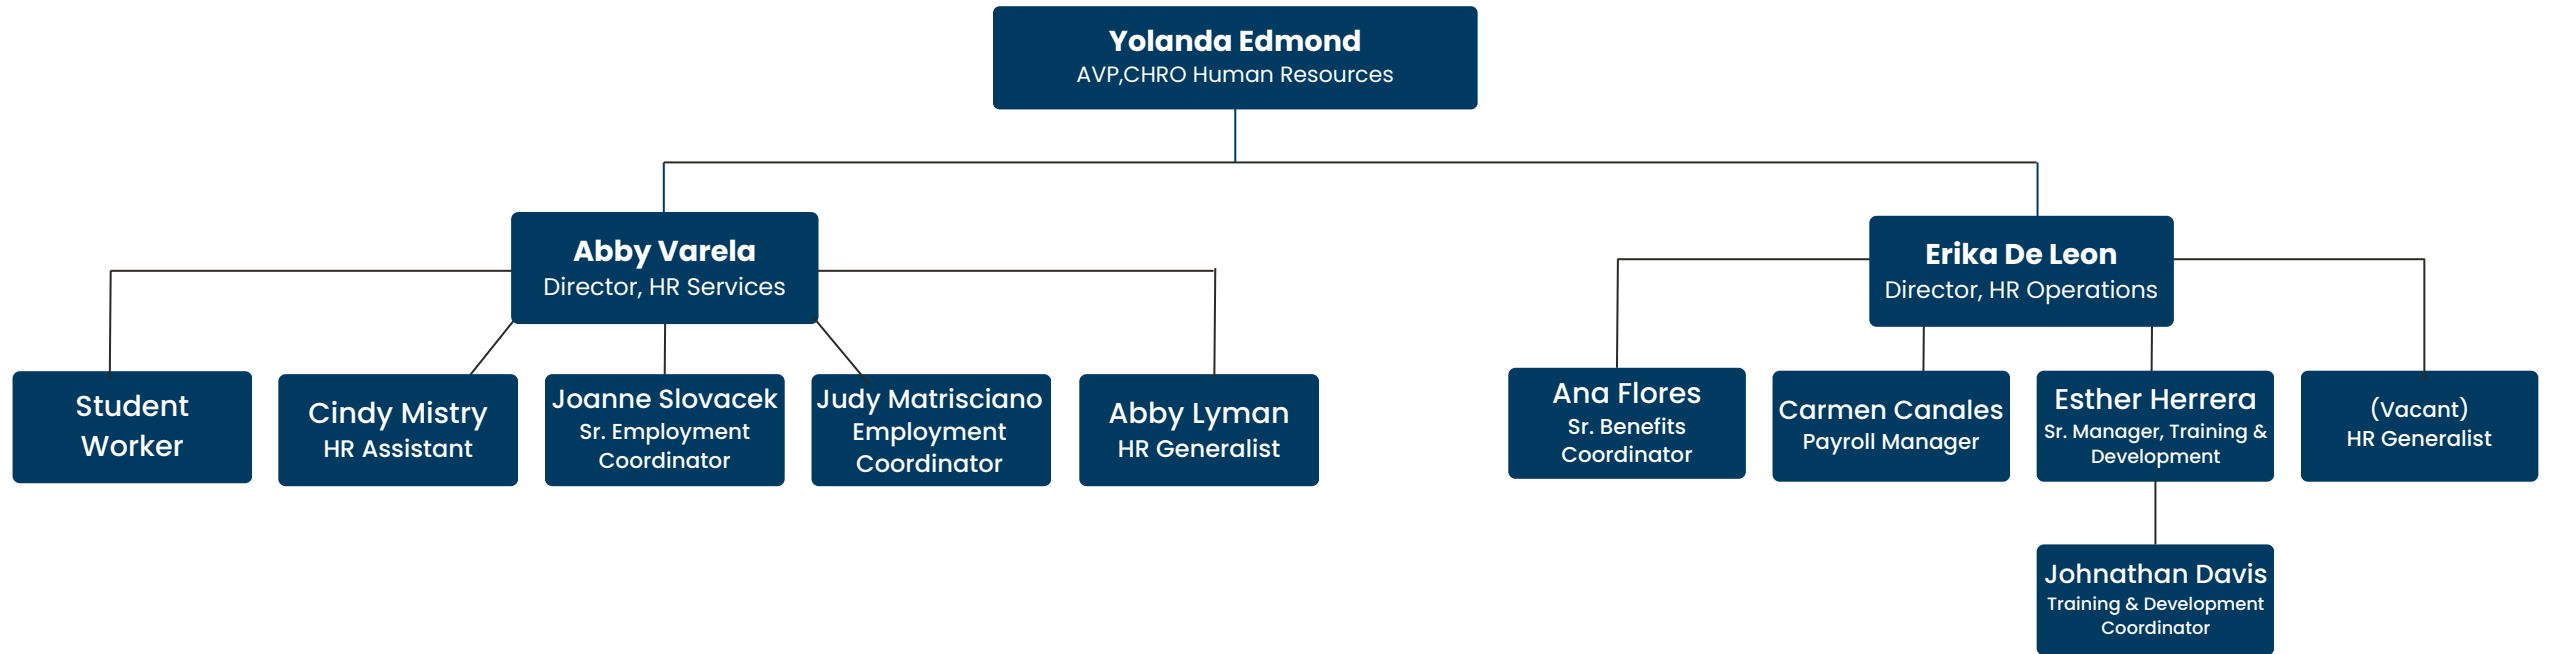 Yolanda Edmond
AVP,CHRO Human Resources
Abby Varela
Director, HR Services
Erika De Leon
Director, HR Operations
Student
Worker
Cindy Mistry
HR Assistant
Joanne Slovacek
Sr. Employment
Coordinator
Judy Matrisciano
Employment
Coordinator
Abby Lyman
HR Generalist
Ana Flores
Sr. Benefits
Coordinator
Carmen Canales
Payroll Manager
Esther Herrera
Sr. Manager, Training &
Development
(Vacant)
HR Generalist
Johnathan Davis
Training & Development
Coordinator